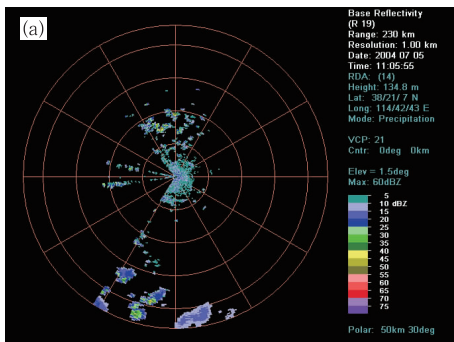 (a)
Base Reflectivity
(R 19)
Range: 230 km
Resolution: 1.00 km
Date: 2004 07 05
Time: 11:05:55
RDA: (14)
Height: 134.8 m
Lat: 38/21/ 7 N
Long: 114/42/43 E
Mode: Precipitation
VCP: 21
Cntr: 0deg 0km
Elev = 1.5deg
Max: 60dBZ
5
10 dBZ
15
20
25
30
35
40
45
50
55
60
65
70
75
Polar: 50km 30deg